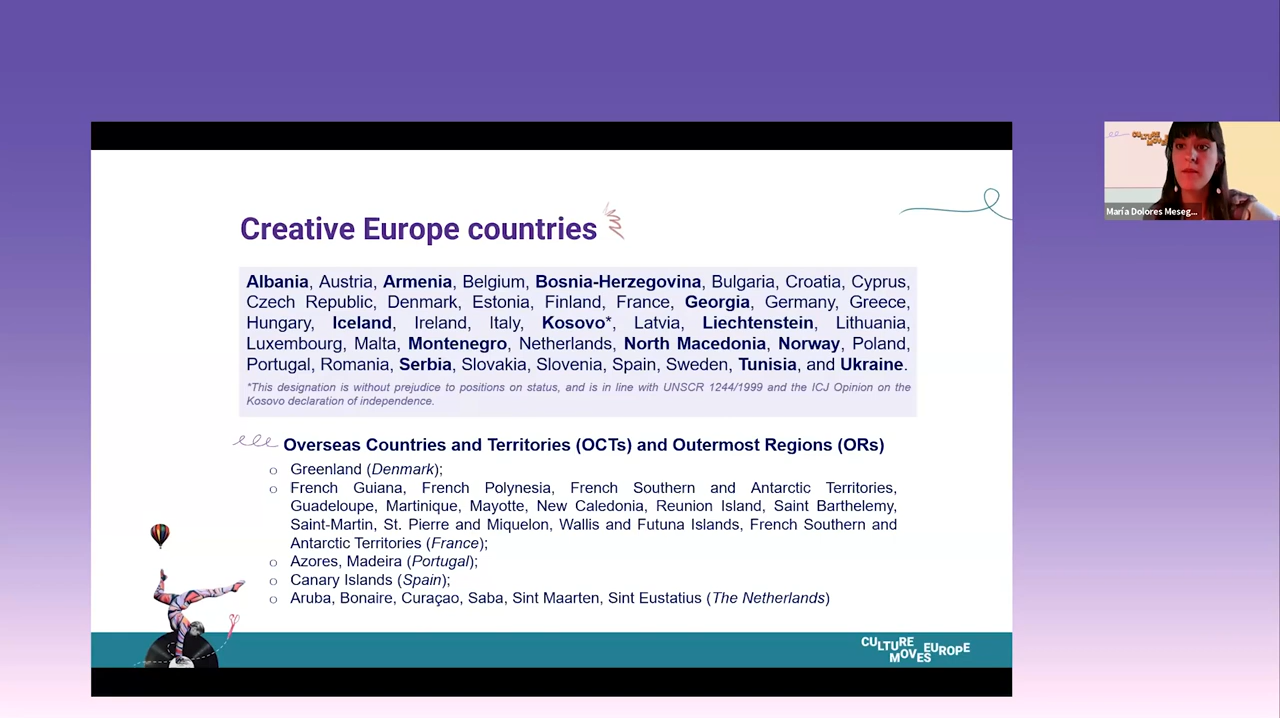 Creative Europe countries
Albania, Austria, Armenia, Belgium, Bosnia-Herzegovina, Bulgaria, Croatia, Cyprus,
Czech Republic, Denmark, Estonia, Finland, France, Georgia, Germany, Greece,
Hungary, Iceland, Ireland, Italy, Kosovo*, Latvia, Liechtenstein, Lithuania,
Luxembourg, Malta, Montenegro, Netherlands, North Macedonia, Norway, Poland,
Portugal, Romania, Serbia, Slovakia, Slovenia, Spain, Sweden, Tunisia, and Ukraine.
*This designation is without prejudice to positions on status, and is in line with UNSCR 1244/1999 and the ICJ Opinion on the
Kosovo declaration of independence.
Overseas Countries and Territories (OCTs) and Outermost Regions (ORs)
Greenland (Denmark);
French Guiana, French Polynesia, French Southern and Antarctic Territories,
Guadeloupe, Martinique, Mayotte, New Caledonia, Reunion Island, Saint Barthelemy,
Saint-Martin, St. Pierre and Miquelon, Wallis and Futuna Islands, French Southern and
Antarctic Territories (France);
Azores, Madeira (Portugal);
Canary Islands (Spain);
Aruba, Bonaire, Curaçao, Saba, Sint Maarten, Sint Eustatius (The Netherlands)
CULTURE
MOVES EUROPE
CULTURE
MOVE
María Dolores Meseg...